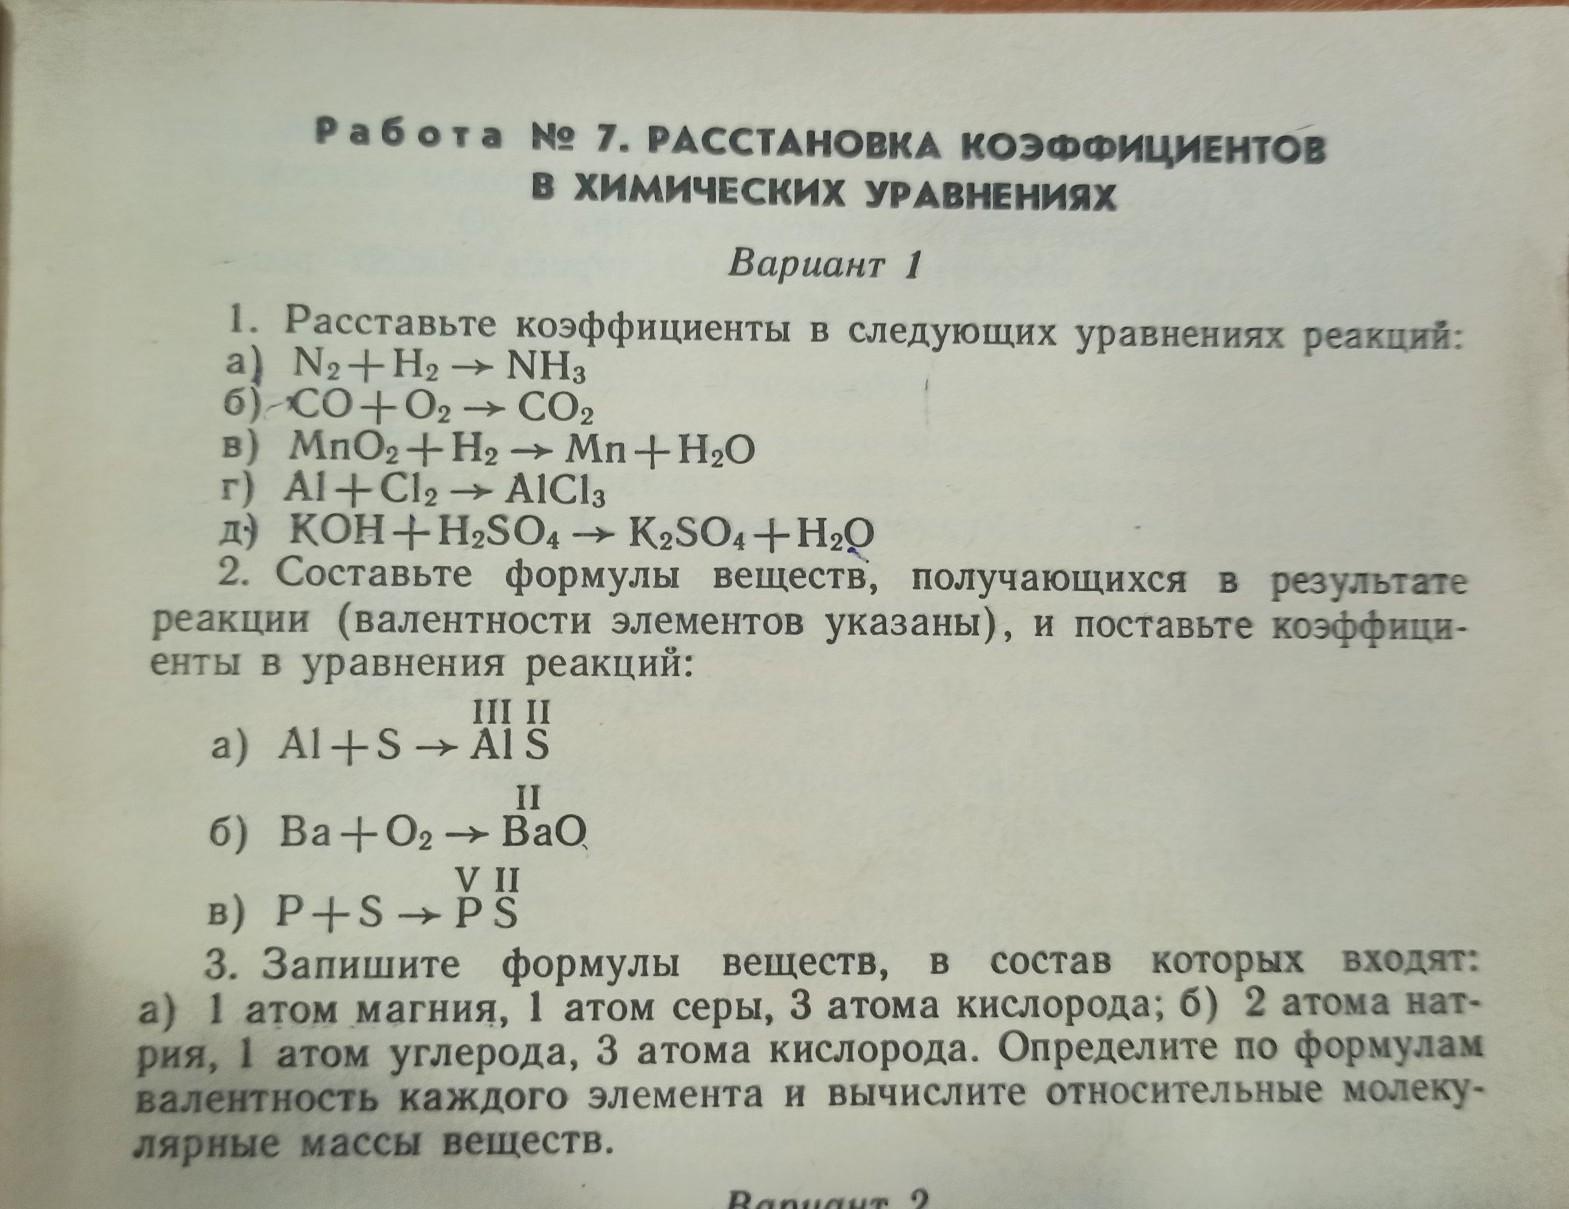 Работа № 7. РАССТАНОВКА КОЭФФИЦИЕНТОВ
В ХИМИЧЕСКИХ УРАВНЕНИЯХ
Вариант 1
1. Расставьте коэффициенты в следующих уравнениях реакций:
а) N₂+H₂→NH₃
б) CO+O₂→CO₂
в) MnO₂+H₂→Mn+H₂O
г) Al+Cl₂→AlCl₃
д) KOH+H₂SO₄→K₂SO₄+H₂O
2. Составьте формулы веществ, получающихся в результате
реакции (валентности элементов указаны), и поставьте коэффици-
енты в уравнения реакций:
III II
а) Al+S→Al S
II
б) Ba+O₂→BaO
V II
в) P+S→P S
3. Запишите формулы веществ, в состав которых входят:
а) 1 атом магния, 1 атом серы, 3 атома кислорода; б) 2 атома нат-
рия, 1 атом углерода, 3 атома кислорода. Определите по формулам
валентность каждого элемента и вычислите относительные молеку-
лярные массы веществ.
Вариант 2